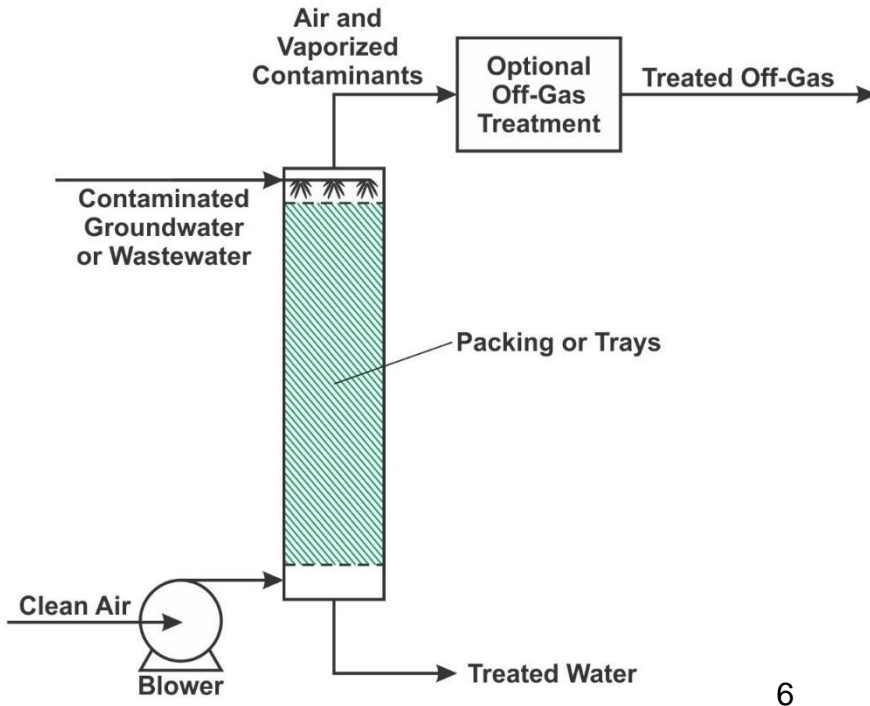 Air and
Vaporized
Contaminants
Optional
Off-Gas
Treatment
Treated Off-Gas
Contaminated
Groundwater
or Wastewater
Packing or Trays
Clean Air
Blower
Treated Water
6